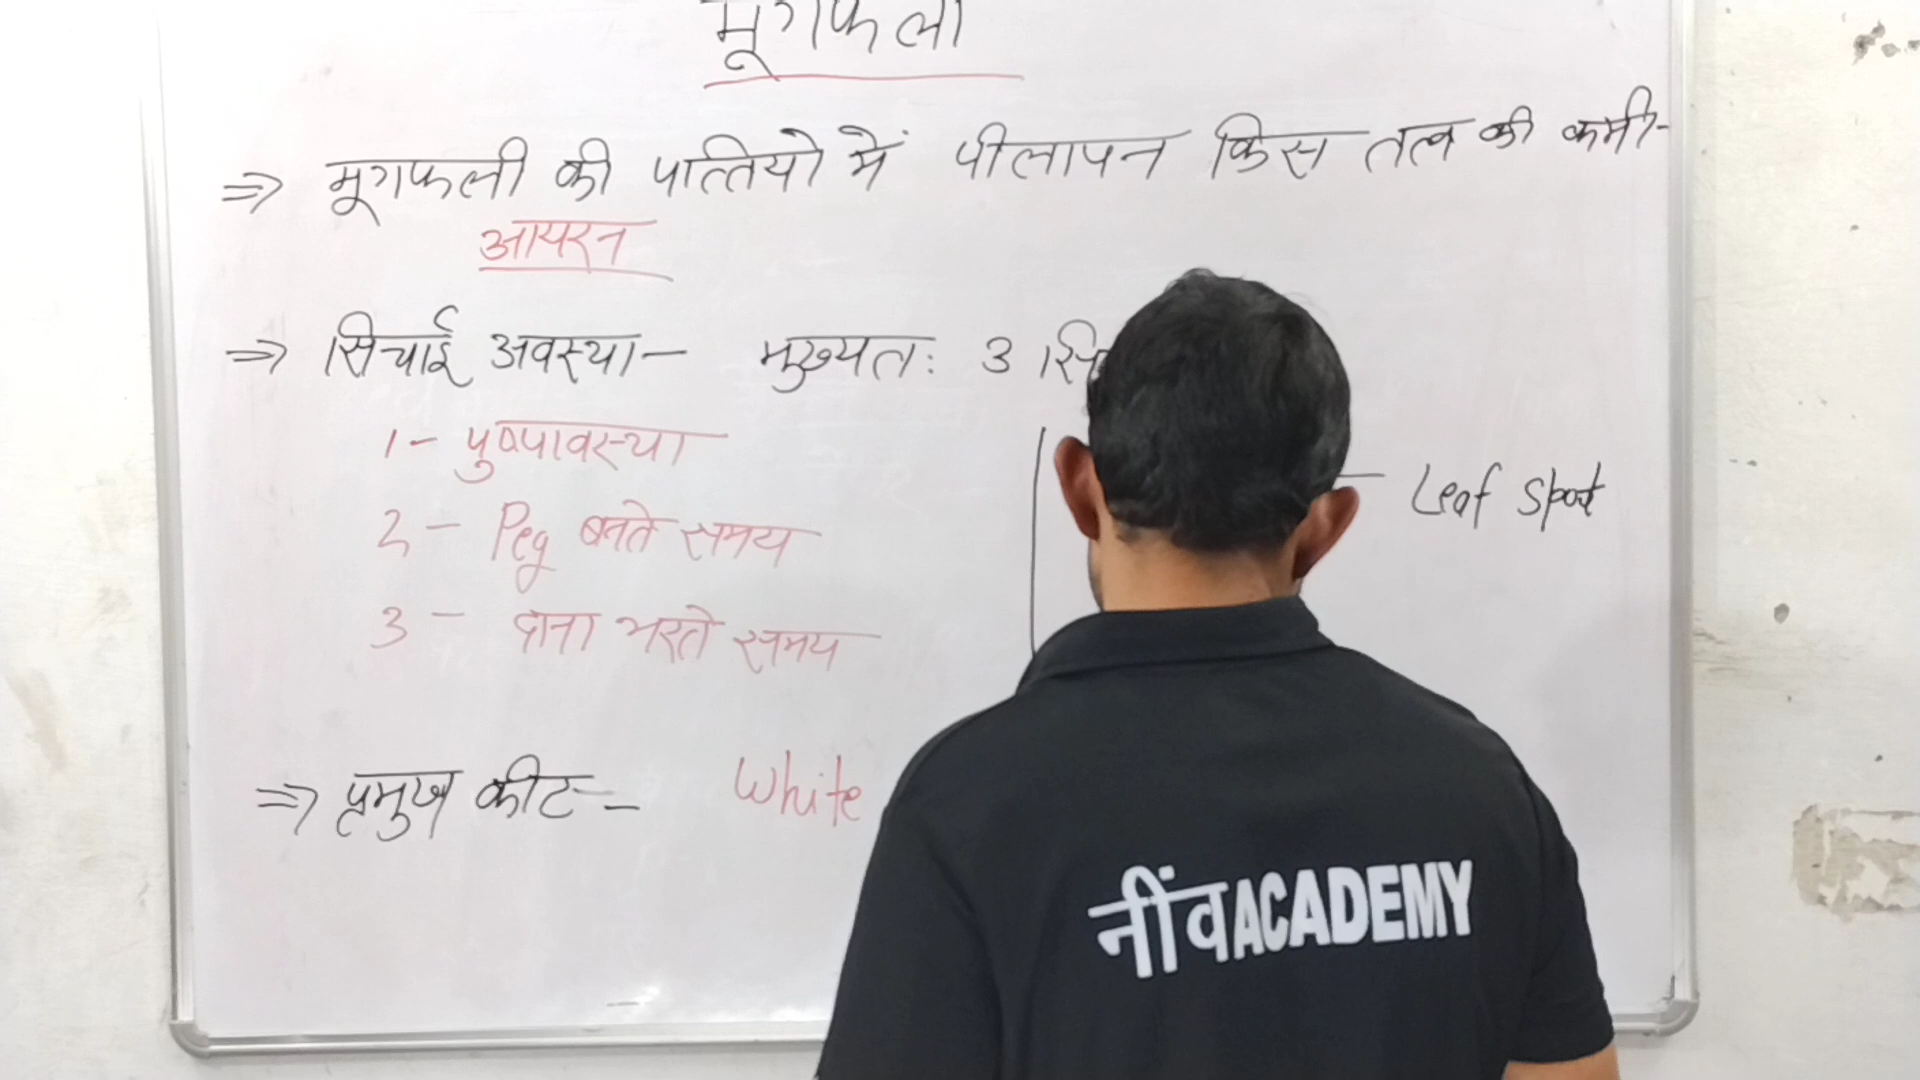 मूगफली
⇒ मूगफली की पत्तियो में पीलापन किस तत्व की कमी-
आयरन
⇒ सिचाई अवस्था - मुख्यतः 3
1 - पुष्पावस्था
2 - Peg बनते समय
3 - दाना भरते समय
Leaf spot
⇒ प्रमुख कीट - White
नींव ACADEMY